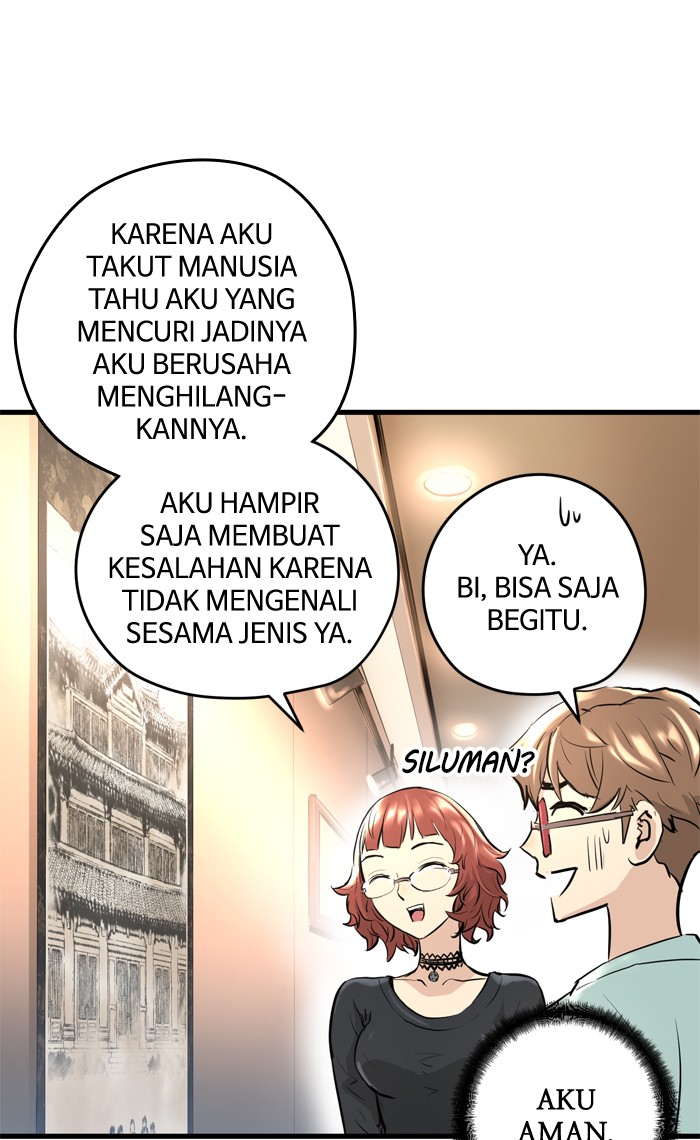 KARENA AKU
TAKUT MANUSIA
TAHU AKU YANG
MENCURI JADINYA
AKU BERUSAHA
MENGHILANG-
KANNYA.
AKU HAMPIR
SAJA MEMBUAT
KESALAHAN KARENA
TIDAK MENGENALI
SESAMA JENIS YA.
YA.
BI, BISA SAJA
BEGITU.
SILUMAN?
AKU
AMAN.